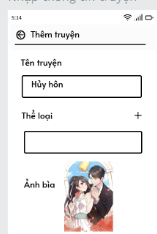 5:14
Thêm truyện
Tên truyện
Hủy hôn
Thể loại
+
Ảnh bìa